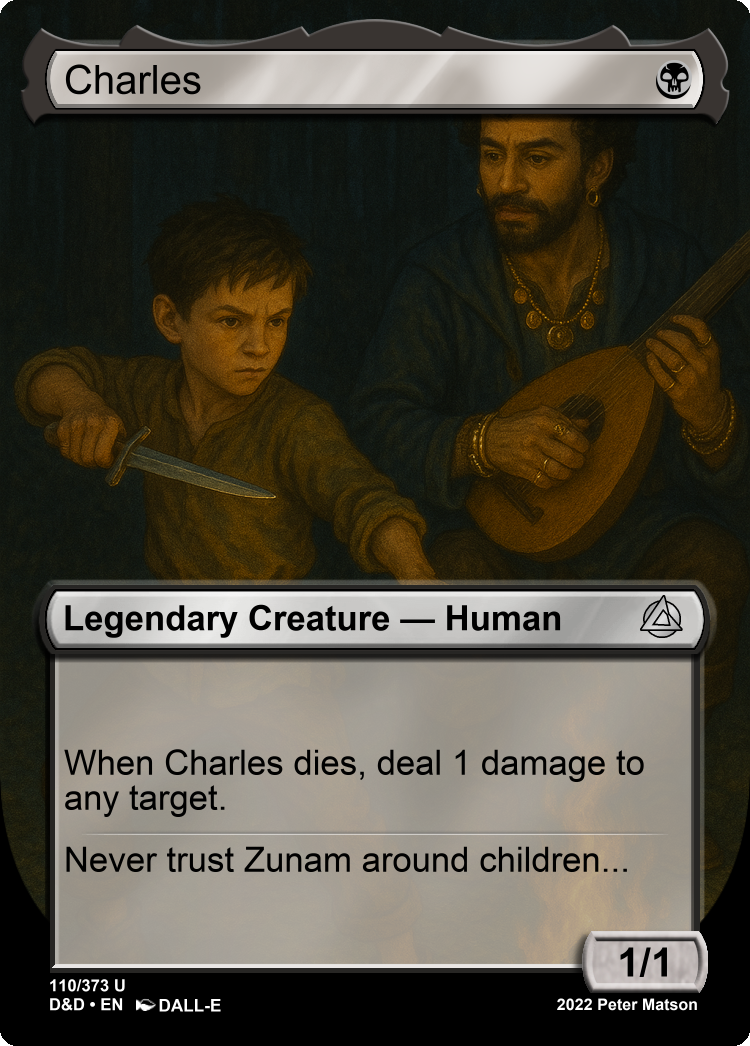 Charles
Legendary Creature — Human
When Charles dies, deal 1 damage to
any target.
Never trust Zunam around children...
1/1
110/373 U
D&D • EN DALL-E
2022 Peter Matson